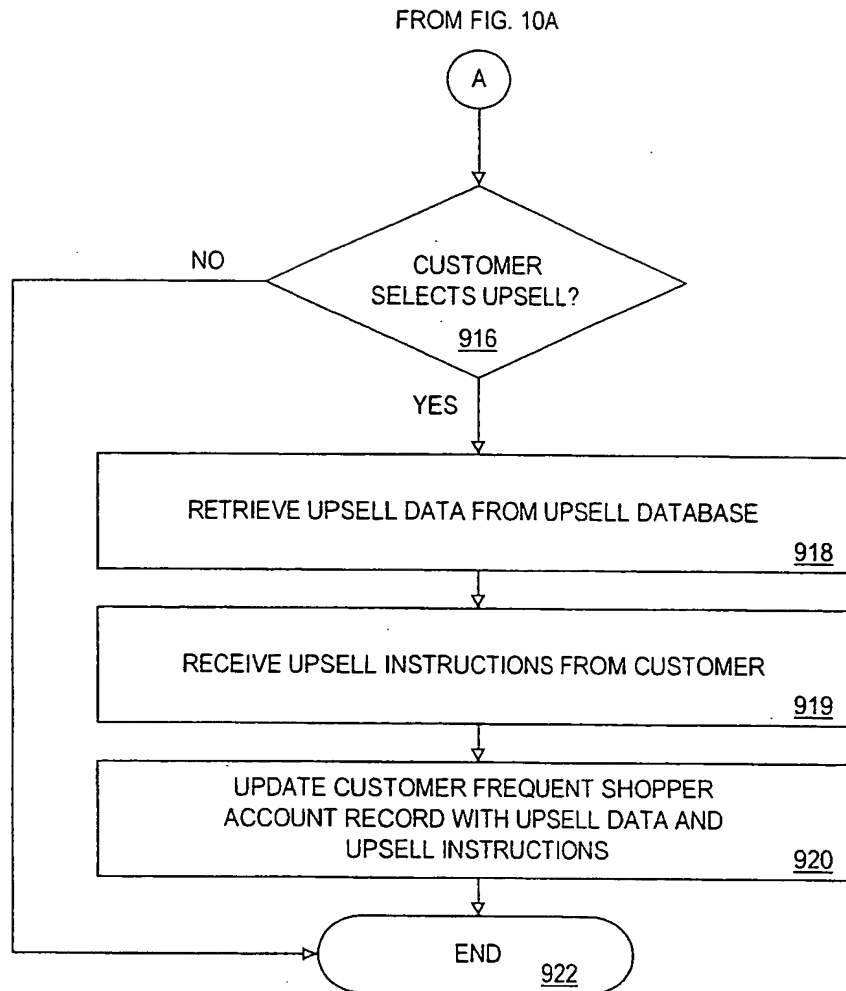 FROM FIG. 10A
A
NO
CUSTOMER
SELECTS UPSELL?
916
YES
RETRIEVE UPSELL DATA FROM UPSELL DATABASE
918
RECEIVE UPSELL INSTRUCTIONS FROM CUSTOMER
919
UPDATE CUSTOMER FREQUENT SHOPPER
ACCOUNT RECORD WITH UPSELL DATA AND
UPSELL INSTRUCTIONS
920
END
922